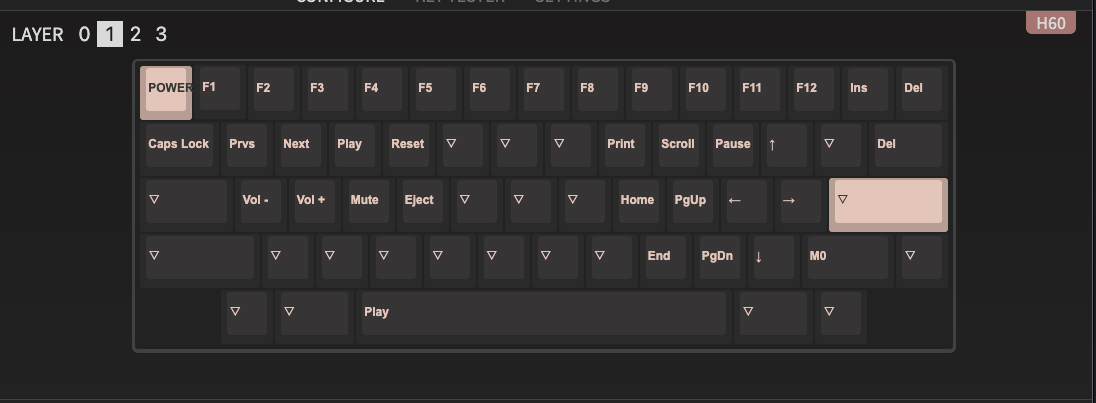 CONFIGURE KEY TESTER SETTINGS
H60
LAYER 0 1 2 3
POWER F1 F2 F3 F4 F5 F6 F7 F8 F9 F10 F11 F12 Ins Del
Caps Lock Prvs Next Play Reset ▽ ▽ ▽ Print Scroll Pause ↑ ▽ Del
▽ Vol - Vol + Mute Eject ▽ ▽ ▽ Home PgUp ← → ▽
▽ ▽ ▽ ▽ ▽ ▽ ▽ ▽ End PgDn ↓ M0 ▽
▽ ▽ Play ▽ ▽